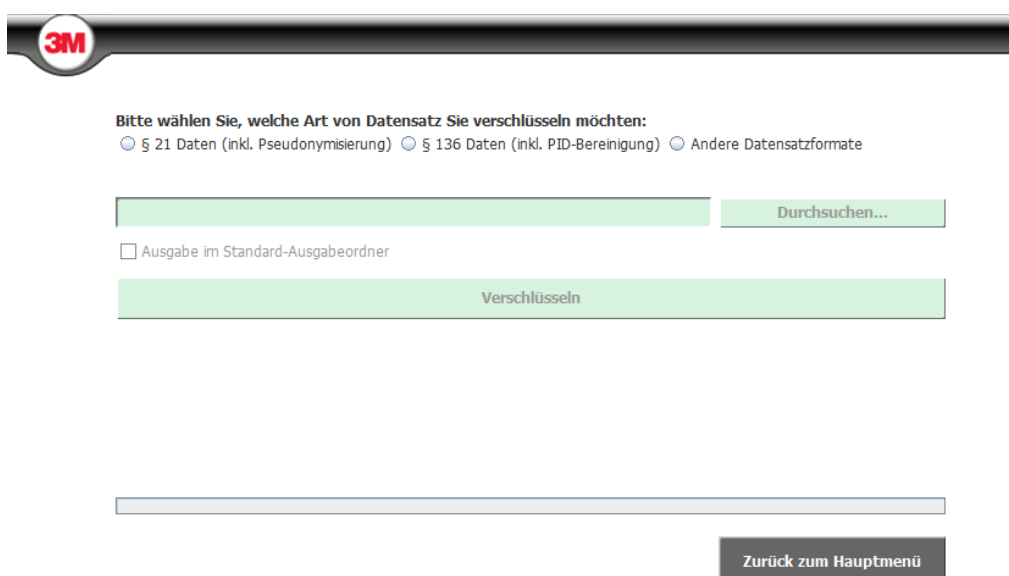 3M
Bitte wählen Sie, welche Art von Datensatz Sie verschlüsseln möchten:
§ 21 Daten (inkl. Pseudonymisierung) § 136 Daten (inkl. PID-Bereinigung) Andere Datensatzformate
Durchsuchen...
Ausgabe im Standard-Ausgabeordner
Verschlüsseln
Zurück zum Hauptmenü